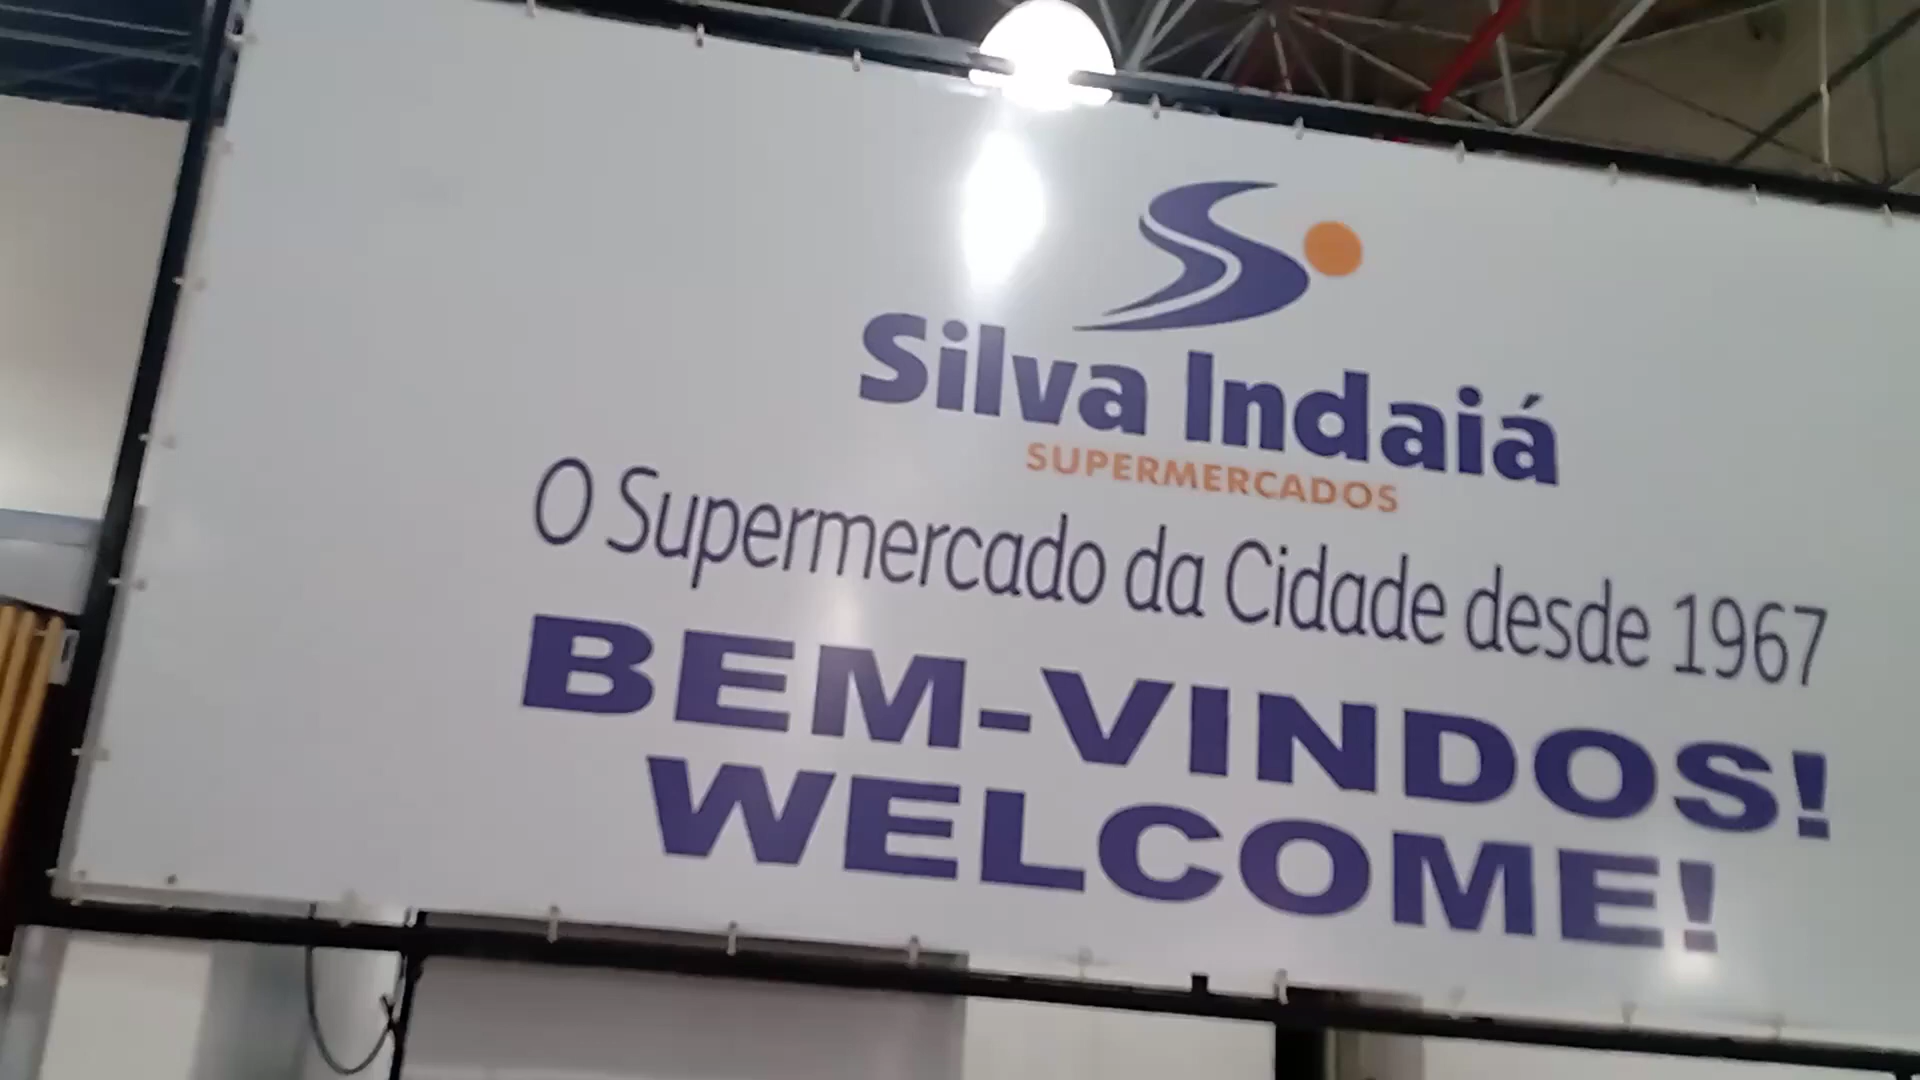 Silva Indaiá
SUPERMERCADOS
O Supermercado da Cidade desde 1967
BEM-VINDOS!
WELCOME!